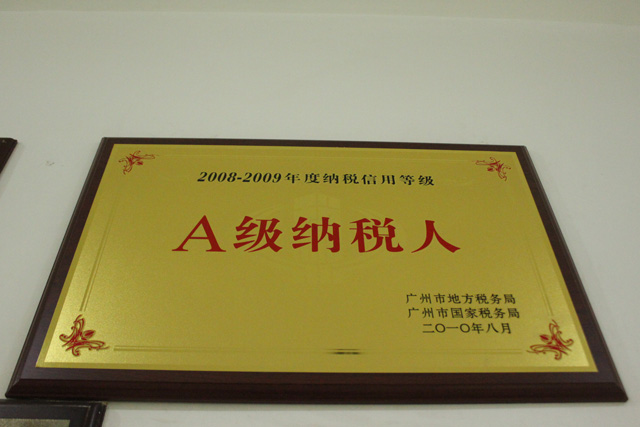 2008-2009年度纳税信用等级
A级纳税人
广州市地方税务局
广州市国家税务局
二〇一〇年八月